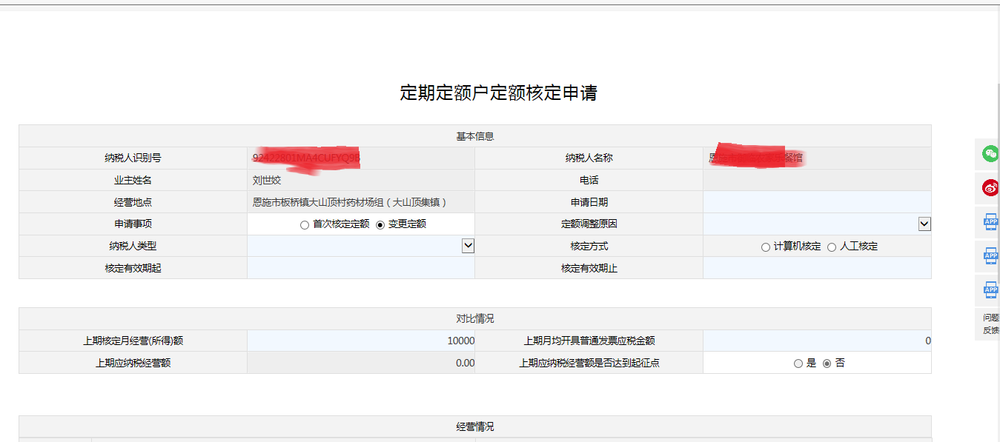 定期定额户定额核定申请
基本信息
纳税人识别号 92422801MA4CUFYQ9B 纳税人名称 恩施市 餐馆
业主姓名 刘世姣 电话
经营地点 恩施市板桥镇大山顶村药材场组（大山顶集镇） 申请日期
申请事项 首次核定定额 变更定额 定额调整原因
纳税人类型 核定方式 计算机核定 人工核定
核定有效期起 核定有效期止
对比情况
上期核定月经营(所得)额 10000 上期月均开具普通发票应税金额 0
上期应纳税经营额 0.00 上期应纳税经营额是否达到起征点 是 否
经营情况
APP
APP
APP
问题
反馈